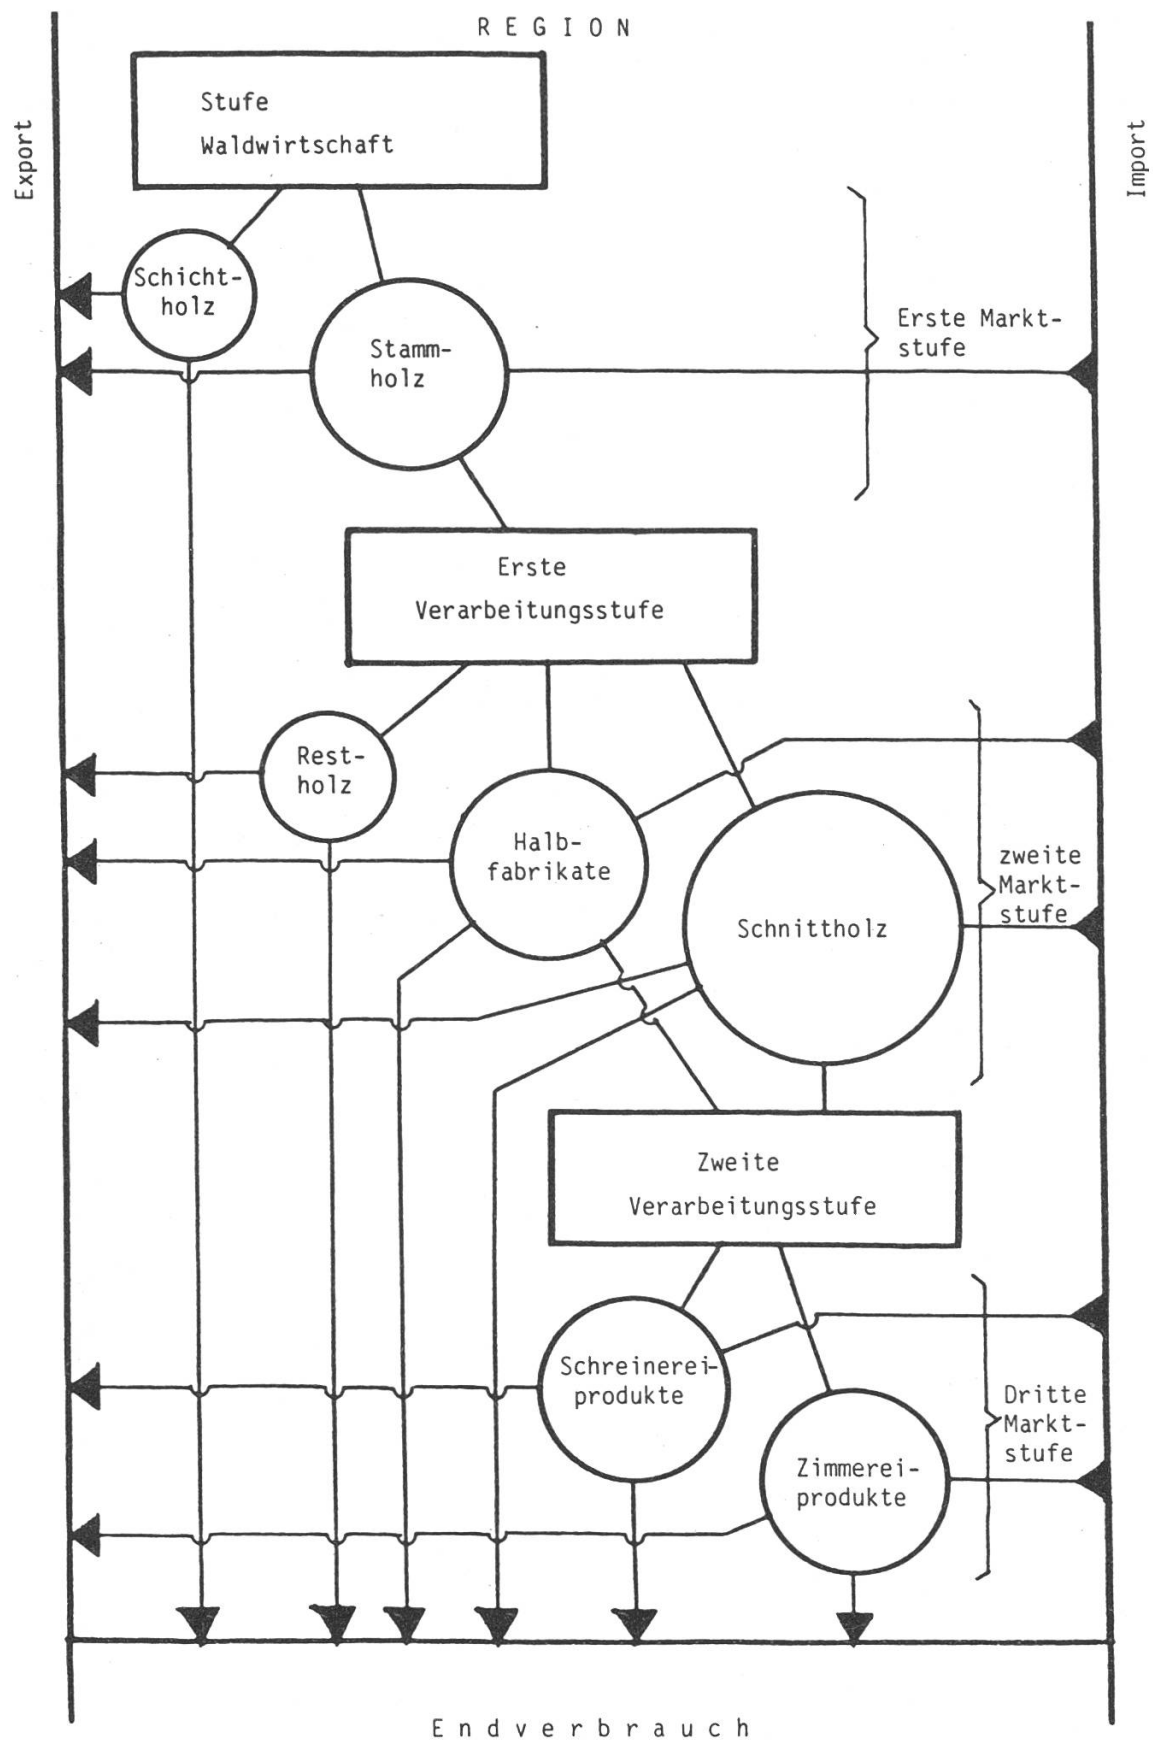 REGION
Export
Import
Stufe
Waldwirtschaft
Schicht-
holz
Stamm-
holz
Erste Markt-
stufe
Erste
Verarbeitungsstufe
Rest-
holz
Halb-
fabrikate
Schnittholz
zweite
Markt-
stufe
Zweite
Verarbeitungsstufe
Schreinerei-
produkte
Zimmerei-
produkte
Dritte
Markt-
stufe
Endverbrauch